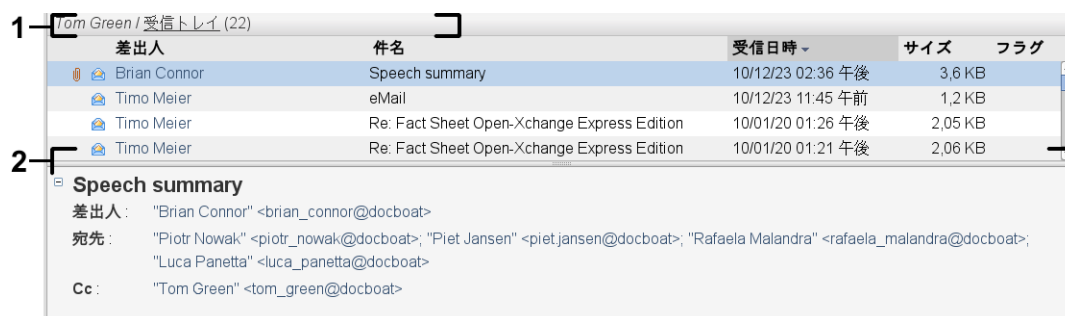 1 Tom Green / 受信トレイ (22)
差出人 件名 受信日時 サイズ フラグ
Brian Connor Speech summary 10/12/23 02:36 午後 3,6 KB
Timo Meier eMail 10/12/23 11:45 午前 1,2 KB
Timo Meier Re: Fact Sheet Open-Xchange Express Edition 10/01/20 01:26 午後 2,05 KB
Timo Meier Re: Fact Sheet Open-Xchange Express Edition 10/01/20 01:21 午後 2,06 KB
2
Speech summary
差出人 : "Brian Connor" <brian_connor@docboat>
宛先 : "Piotr Nowak" <piotr_nowak@docboat>; "Piet Jansen" <piet.jansen@docboat>; "Rafaela Malandra" <rafaela_malandra@docboat>;
"Luca Panetta" <luca_panetta@docboat>
Cc : "Tom Green" <tom_green@docboat>